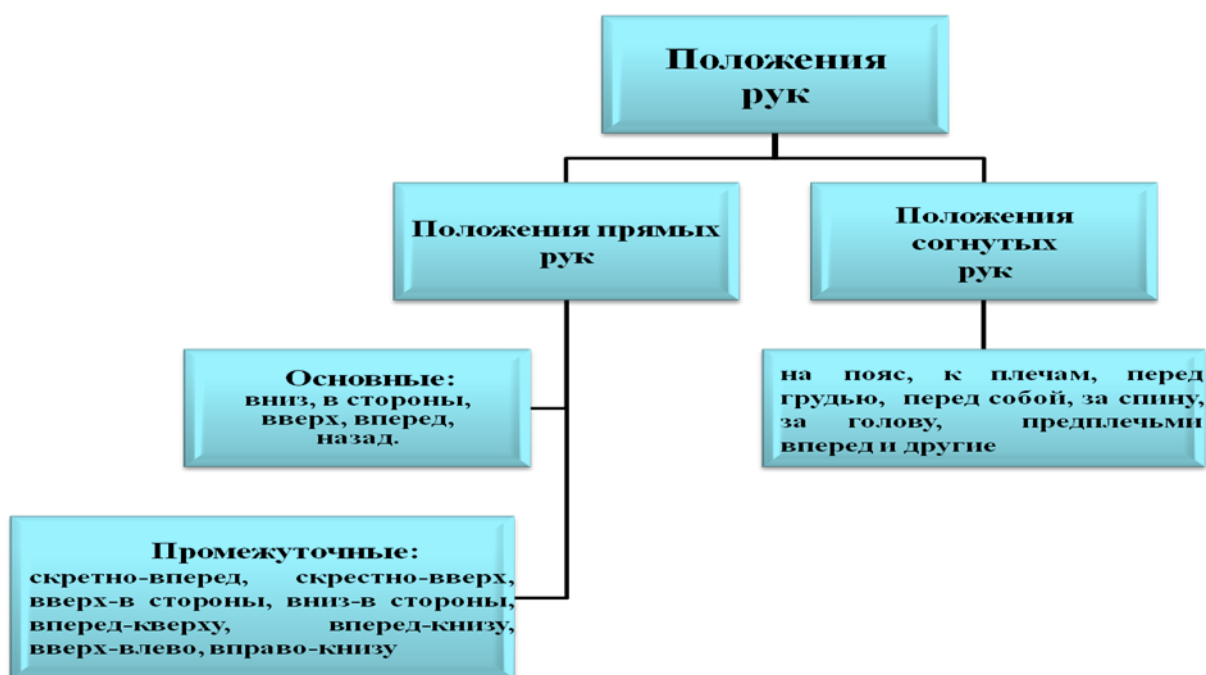 Положения
рук
Положения прямых
рук
Положения
согнутых
рук
Основные:
вниз, в стороны,
вверх, вперед,
назад.
на пояс, к плечам, перед
грудью, перед собой, за спину,
за голову, предплечьми
вперед и другие
Промежуточные:
скретно-вперед, скрестно-вверх,
вверх-в стороны, вниз-в стороны,
вперед-кверху, вперед-книзу,
вверх-влево, вправо-книзу